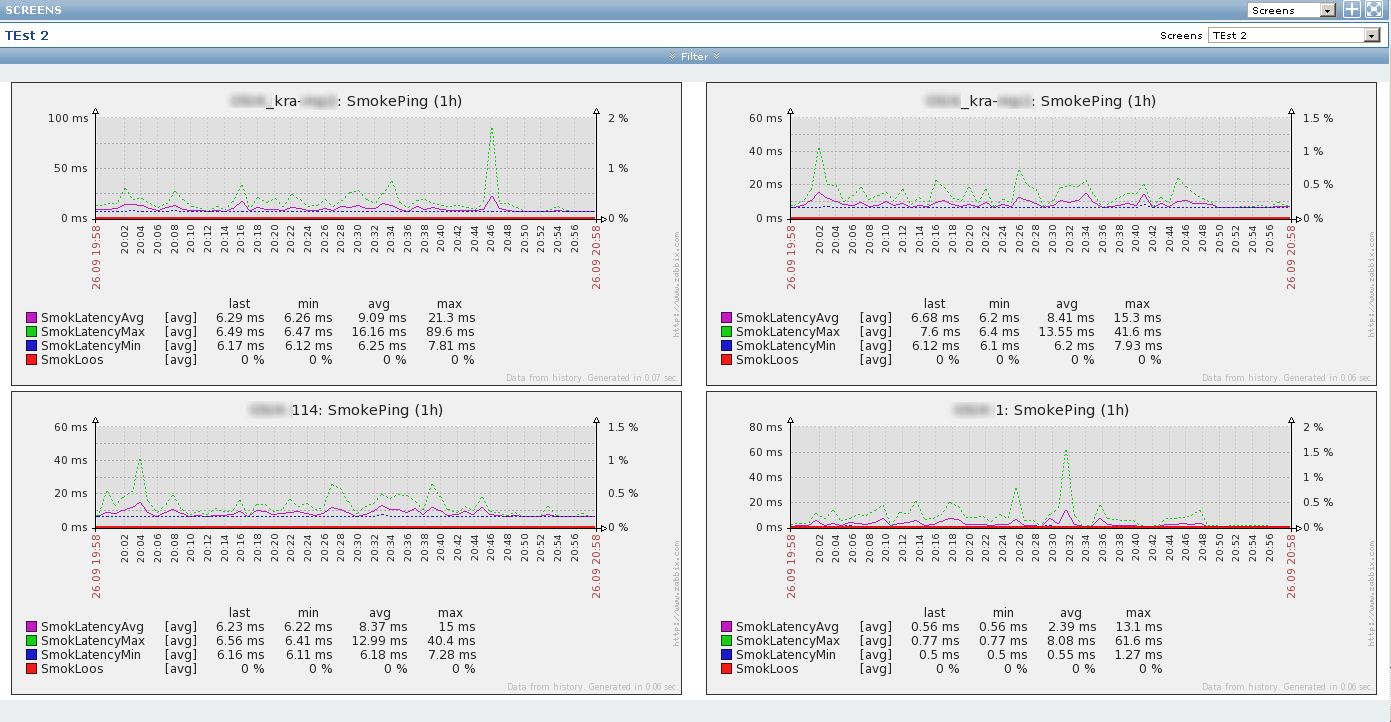 SCREENS
Screens
TEst 2
Screens TEst 2
Filter
_kra- : SmokePing (1h)
100 ms
50 ms
0 ms
2 %
1 %
0 %
26.09 19:58 20:02 20:04 20:06 20:08 20:10 20:12 20:14 20:16 20:18 20:20 20:22 20:24 20:26 20:28 20:30 20:32 20:34 20:36 20:38 20:40 20:42 20:44 20:46 20:48 20:50 20:52 20:54 20:56 26.09 20:58
http://www.zabbix.com
last min avg max
SmokLatencyAvg [avg] 6.29 ms 6.26 ms 9.09 ms 21.3 ms
SmokLatencyMax [avg] 6.49 ms 6.47 ms 16.16 ms 89.6 ms
SmokLatencyMin [avg] 6.17 ms 6.12 ms 6.25 ms 7.81 ms
SmokLoos [avg] 0 % 0 % 0 % 0 %
Data from history. Generated in 0.07 sec.
_kra- : SmokePing (1h)
60 ms
40 ms
20 ms
0 ms
1.5 %
1 %
0.5 %
0 %
26.09 19:58 20:02 20:04 20:06 20:08 20:10 20:12 20:14 20:16 20:18 20:20 20:22 20:24 20:26 20:28 20:30 20:32 20:34 20:36 20:38 20:40 20:42 20:44 20:46 20:48 20:50 20:52 20:54 20:56 26.09 20:58
http://www.zabbix.com
last min avg max
SmokLatencyAvg [avg] 6.68 ms 6.2 ms 8.41 ms 15.3 ms
SmokLatencyMax [avg] 7.6 ms 6.4 ms 13.55 ms 41.6 ms
SmokLatencyMin [avg] 6.12 ms 6.1 ms 6.2 ms 7.93 ms
SmokLoos [avg] 0 % 0 % 0 % 0 %
Data from history. Generated in 0.06 sec.
114: SmokePing (1h)
60 ms
40 ms
20 ms
0 ms
1.5 %
1 %
0.5 %
0 %
26.09 19:58 20:02 20:04 20:06 20:08 20:10 20:12 20:14 20:16 20:18 20:20 20:22 20:24 20:26 20:28 20:30 20:32 20:34 20:36 20:38 20:40 20:42 20:44 20:46 20:48 20:50 20:52 20:54 20:56 26.09 20:58
http://www.zabbix.com
last min avg max
SmokLatencyAvg [avg] 6.23 ms 6.22 ms 8.37 ms 15 ms
SmokLatencyMax [avg] 6.56 ms 6.41 ms 12.99 ms 40.4 ms
SmokLatencyMin [avg] 6.16 ms 6.11 ms 6.18 ms 7.28 ms
SmokLoos [avg] 0 % 0 % 0 % 0 %
Data from history. Generated in 0.06 sec.
1: SmokePing (1h)
80 ms
60 ms
40 ms
20 ms
0 ms
2 %
1.5 %
1 %
0.5 %
0 %
26.09 19:58 20:02 20:04 20:06 20:08 20:10 20:12 20:14 20:16 20:18 20:20 20:22 20:24 20:26 20:28 20:30 20:32 20:34 20:36 20:38 20:40 20:42 20:44 20:46 20:48 20:50 20:52 20:54 20:56 26.09 20:58
http://www.zabbix.com
last min avg max
SmokLatencyAvg [avg] 0.56 ms 0.56 ms 2.39 ms 13.1 ms
SmokLatencyMax [avg] 0.77 ms 0.77 ms 8.08 ms 61.6 ms
SmokLatencyMin [avg] 0.5 ms 0.5 ms 0.55 ms 1.27 ms
SmokLoos [avg] 0 % 0 % 0 % 0 %
Data from history. Generated in 0.06 sec.